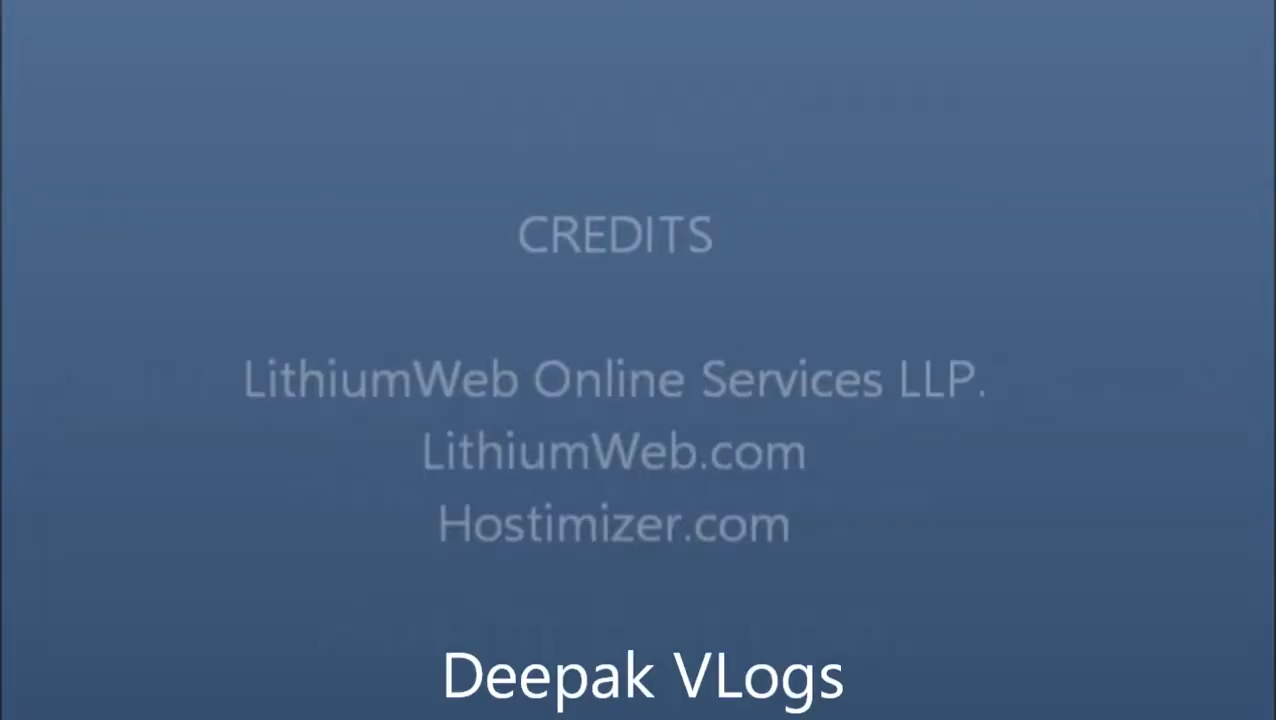 CREDITS
LithiumWeb Online Services LLP.
LithiumWeb.com
Hostimizer.com
Deepak VLogs